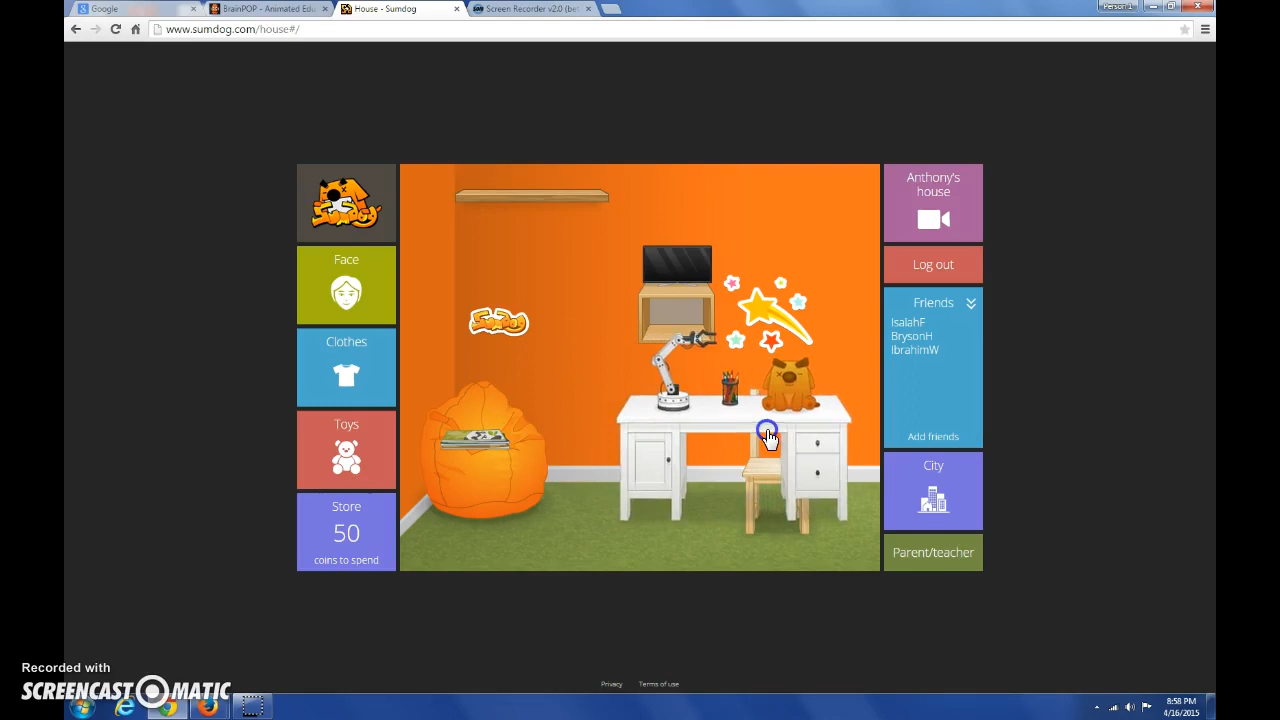 Google
BrainPOP - Animated Edu
House - Sumdog
Screen Recorder v2.0 (bet
Person 1
www.sumdog.com/house#/
Sumdog
Face
Clothes
Toys
Store
50
coins to spend
Sumdog
Anthony's
house
Log out
Friends
IsaiahF
BrysonH
IbrahimW
Add friends
City
Parent/teacher
Privacy
Terms of use
Recorded with
SCREENCAST MATIC
8:58 PM
4/16/2015